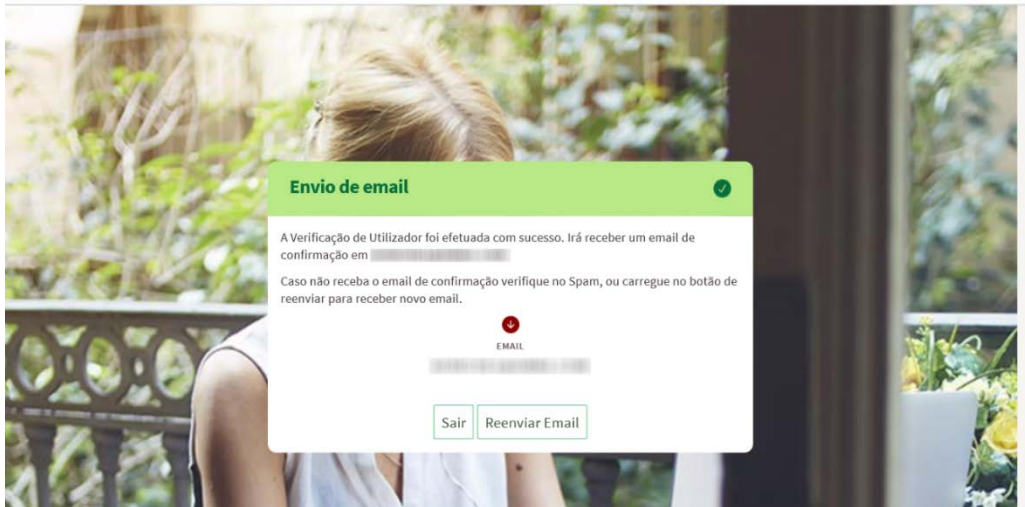 Envio de email
A Verificação de Utilizador foi efetuada com sucesso. Irá receber um email de
confirmação em
Caso não receba o email de confirmação verifique no Spam, ou carregue no botão de
reenviar para receber novo email.
EMAIL
Sair Reenviar Email